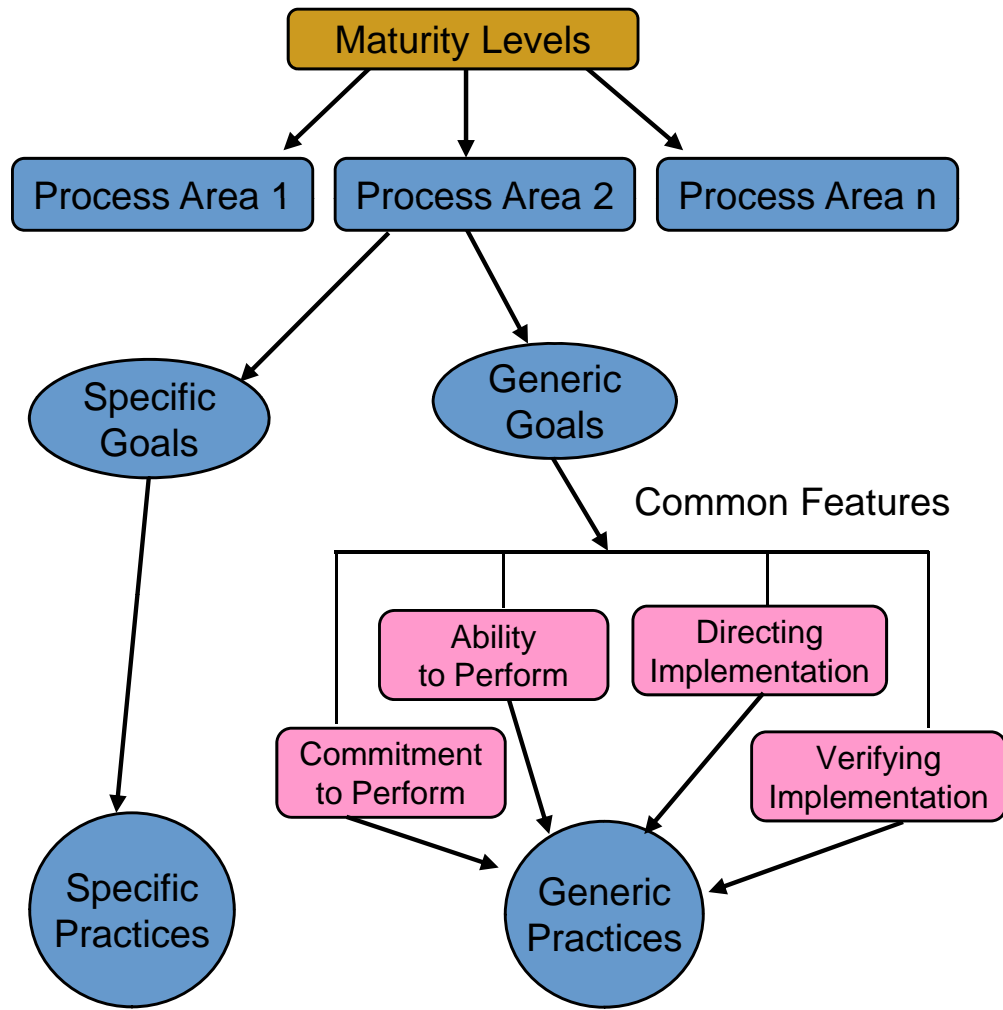 Maturity Levels
Process Area 1
Process Area 2
Process Area n
Specific
Goals
Generic
Goals
Common Features
Ability
to Perform
Directing
Implementation
Commitment
to Perform
Verifying
Implementation
Specific
Practices
Generic
Practices